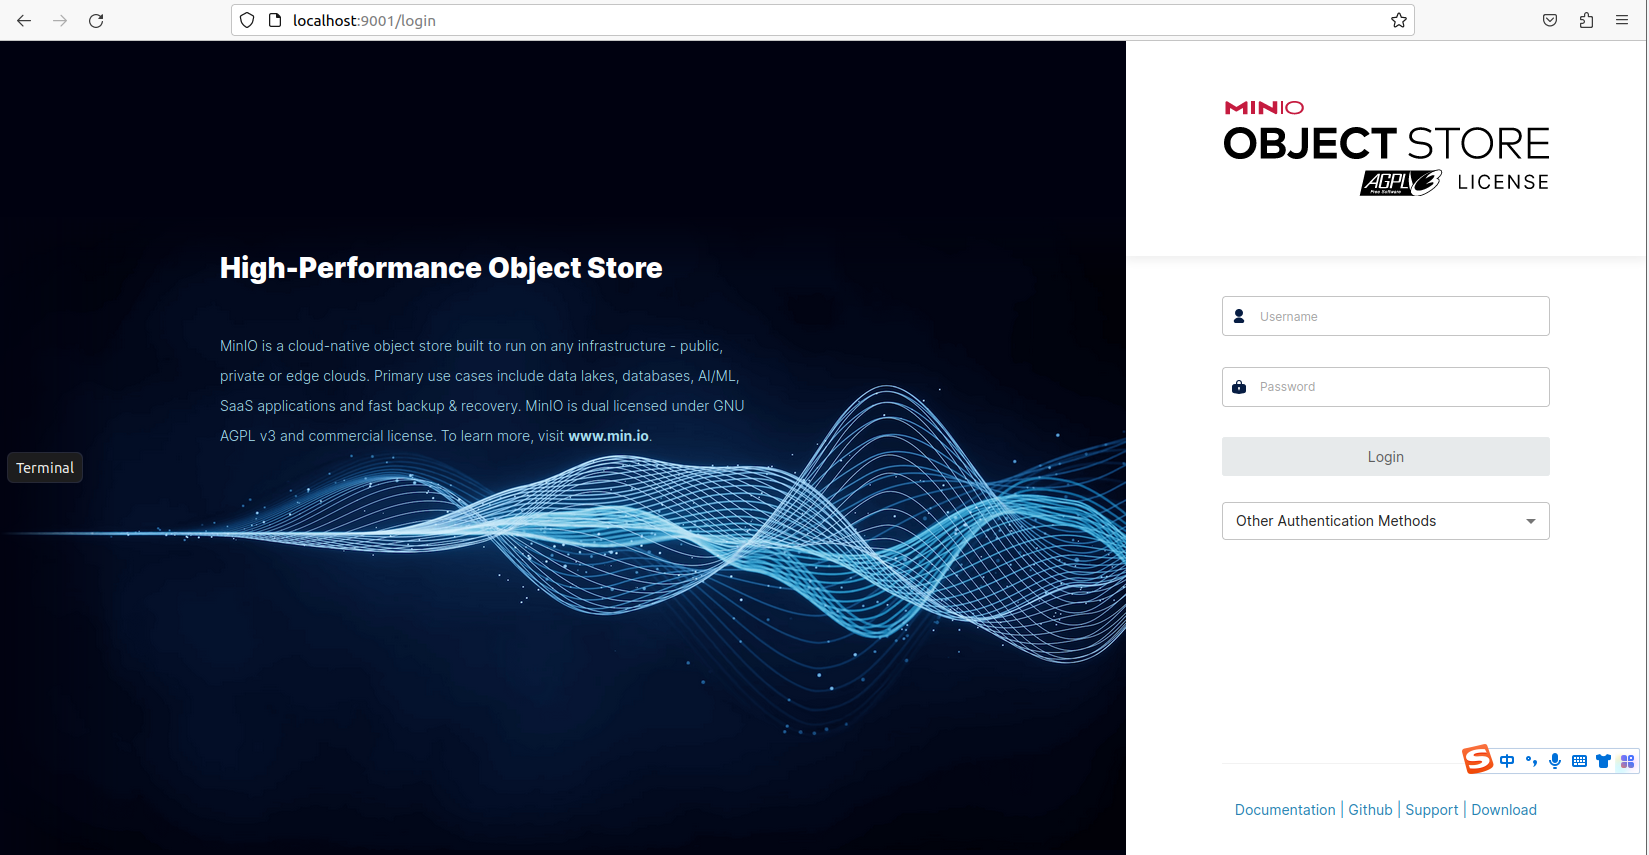 localhost:9001/login
MINIO
OBJECT STORE
AGPLV3 LICENSE
Free Software
High-Performance Object Store
MinIO is a cloud-native object store built to run on any infrastructure - public,
private or edge clouds. Primary use cases include data lakes, databases, AI/ML,
SaaS applications and fast backup & recovery. MinIO is dual licensed under GNU
AGPL v3 and commercial license. To learn more, visit www.min.io.
Terminal
Username
Password
Login
Other Authentication Methods
S 中 °,
Documentation | Github | Support | Download